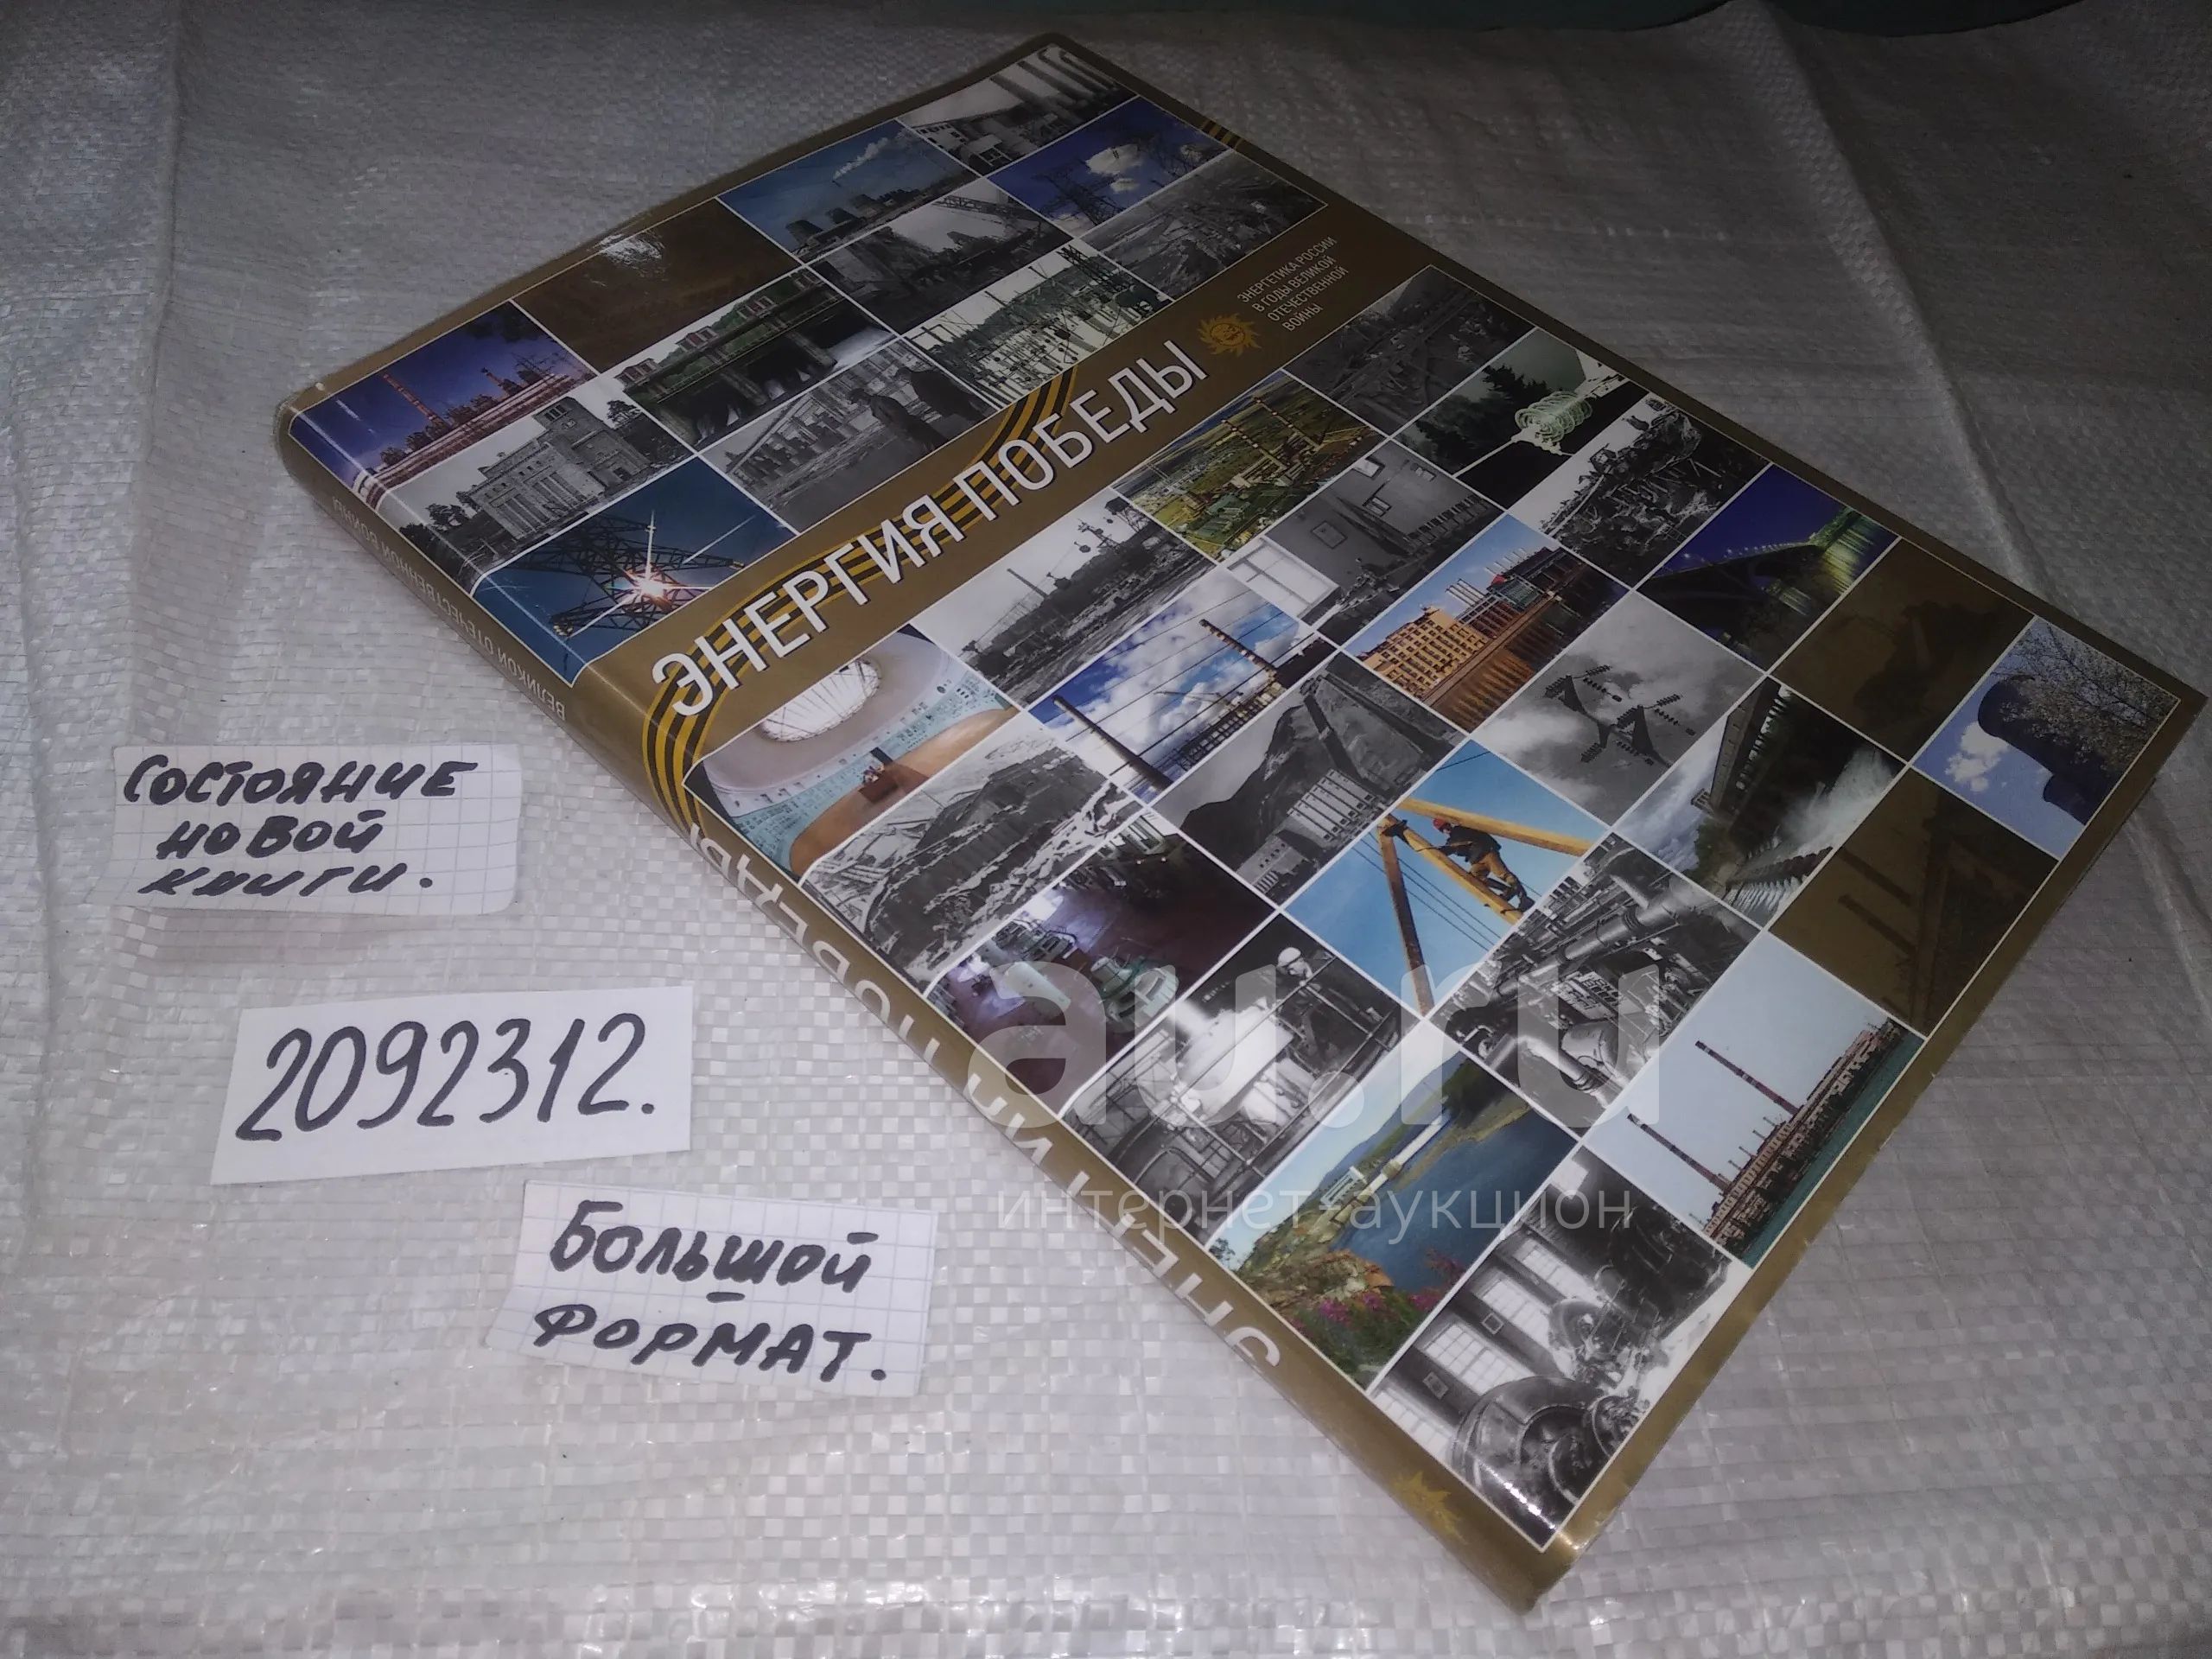 ЭНЕРГЕТИКА РОССИИ
В ГОДЫ ВЕЛИКОЙ
ОТЕЧЕСТВЕННОЙ
ВОЙНЫ
ЭНЕРГИЯ ПОБЕДЫ
ВЕЛИКОЙ ОТЕЧЕСТВЕННОЙ ВОЙНЫ
ПОБЕДЫ
СОСТОЯНИЕ
НОВОЙ
КНИГИ.
2092312.
БОЛЬШОЙ
ФОРМАТ.
au.ru
интернет-аукцион